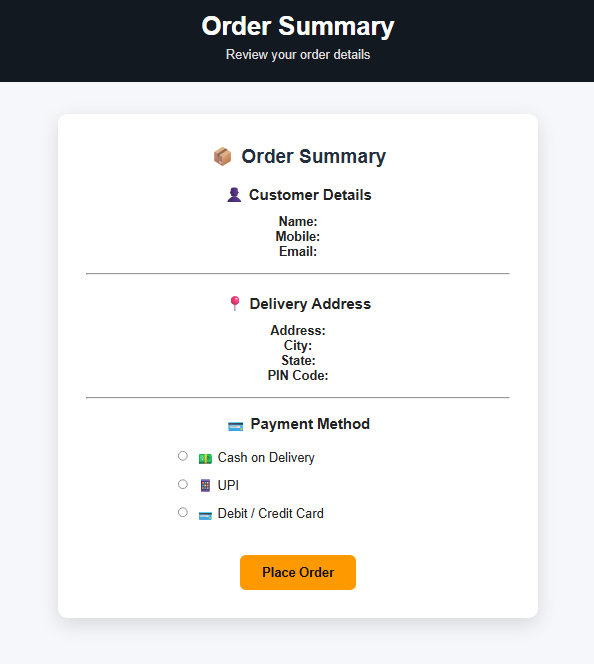 Order Summary
Review your order details
Order Summary
Customer Details
Name:
Mobile:
Email:
Delivery Address
Address:
City:
State:
PIN Code:
Payment Method
Cash on Delivery
UPI
Debit / Credit Card
Place Order